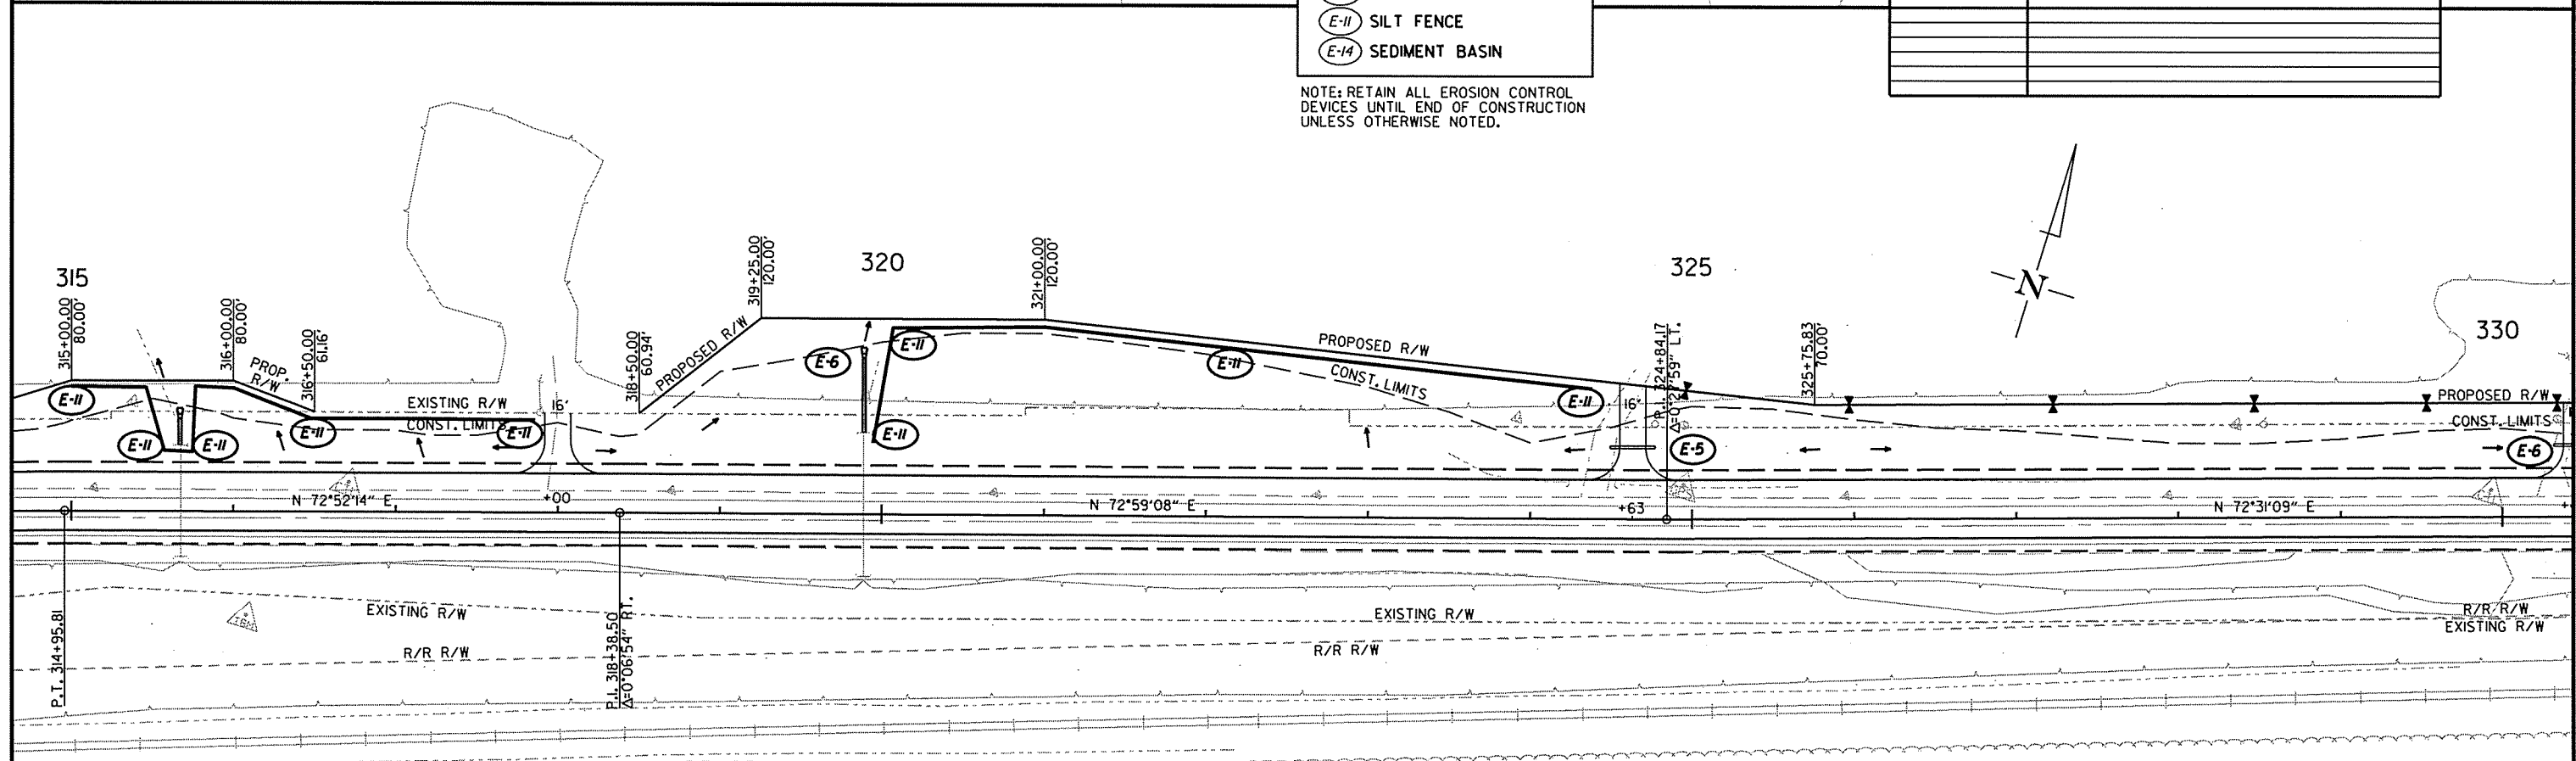 E-11 SILT FENCE
E-14 SEDIMENT BASIN
NOTE: RETAIN ALL EROSION CONTROL
DEVICES UNTIL END OF CONSTRUCTION
UNLESS OTHERWISE NOTED.
315
320
325
330
315+00.00
80.00'
316+00.00
80.00'
PROP.
R/W
316+50.00
61.16'
318+50.00
60.94'
PROPOSED R/W
319+25.00
120.00'
321+00.00
120.00'
PROPOSED R/W
CONST. LIMITS
P.I. 324+84.17
325+75.83
70.00'
N
PROPOSED R/W
CONST. LIMITS
E-11
E-11
E-11
E-11
EXISTING R/W
CONST. LIMITS
E-11
16'
E-6
E-11
E-11
E-11
E-11
16'
E-5
E-6
N 72°52'14" E
+00
N 72°59'08" E
+63
N 72°31'09" E
P.T. 314+95.81
P.I. 318+38.50
Δ=0°06'54" RT.
EXISTING R/W
R/R R/W
EXISTING R/W
R/R R/W
R/R R/W
EXISTING R/W